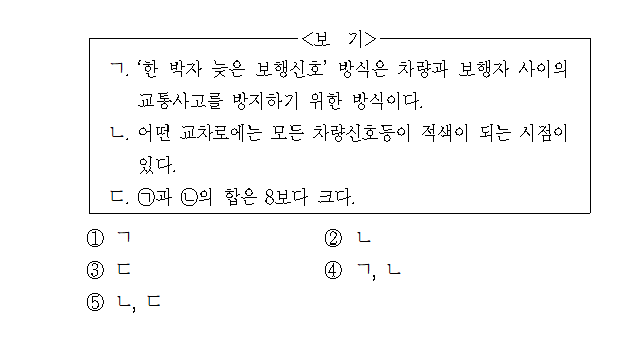 <보 기>
ㄱ. ‘한 박자 늦은 보행신호’ 방식은 차량과 보행자 사이의
교통사고를 방지하기 위한 방식이다.
ㄴ. 어떤 교차로에는 모든 차량신호등이 적색이 되는 시점이
있다.
ㄷ. ㉠과 ㉡의 합은 8보다 크다.
① ㄱ ② ㄴ
③ ㄷ ④ ㄱ, ㄴ
⑤ ㄴ, ㄷ